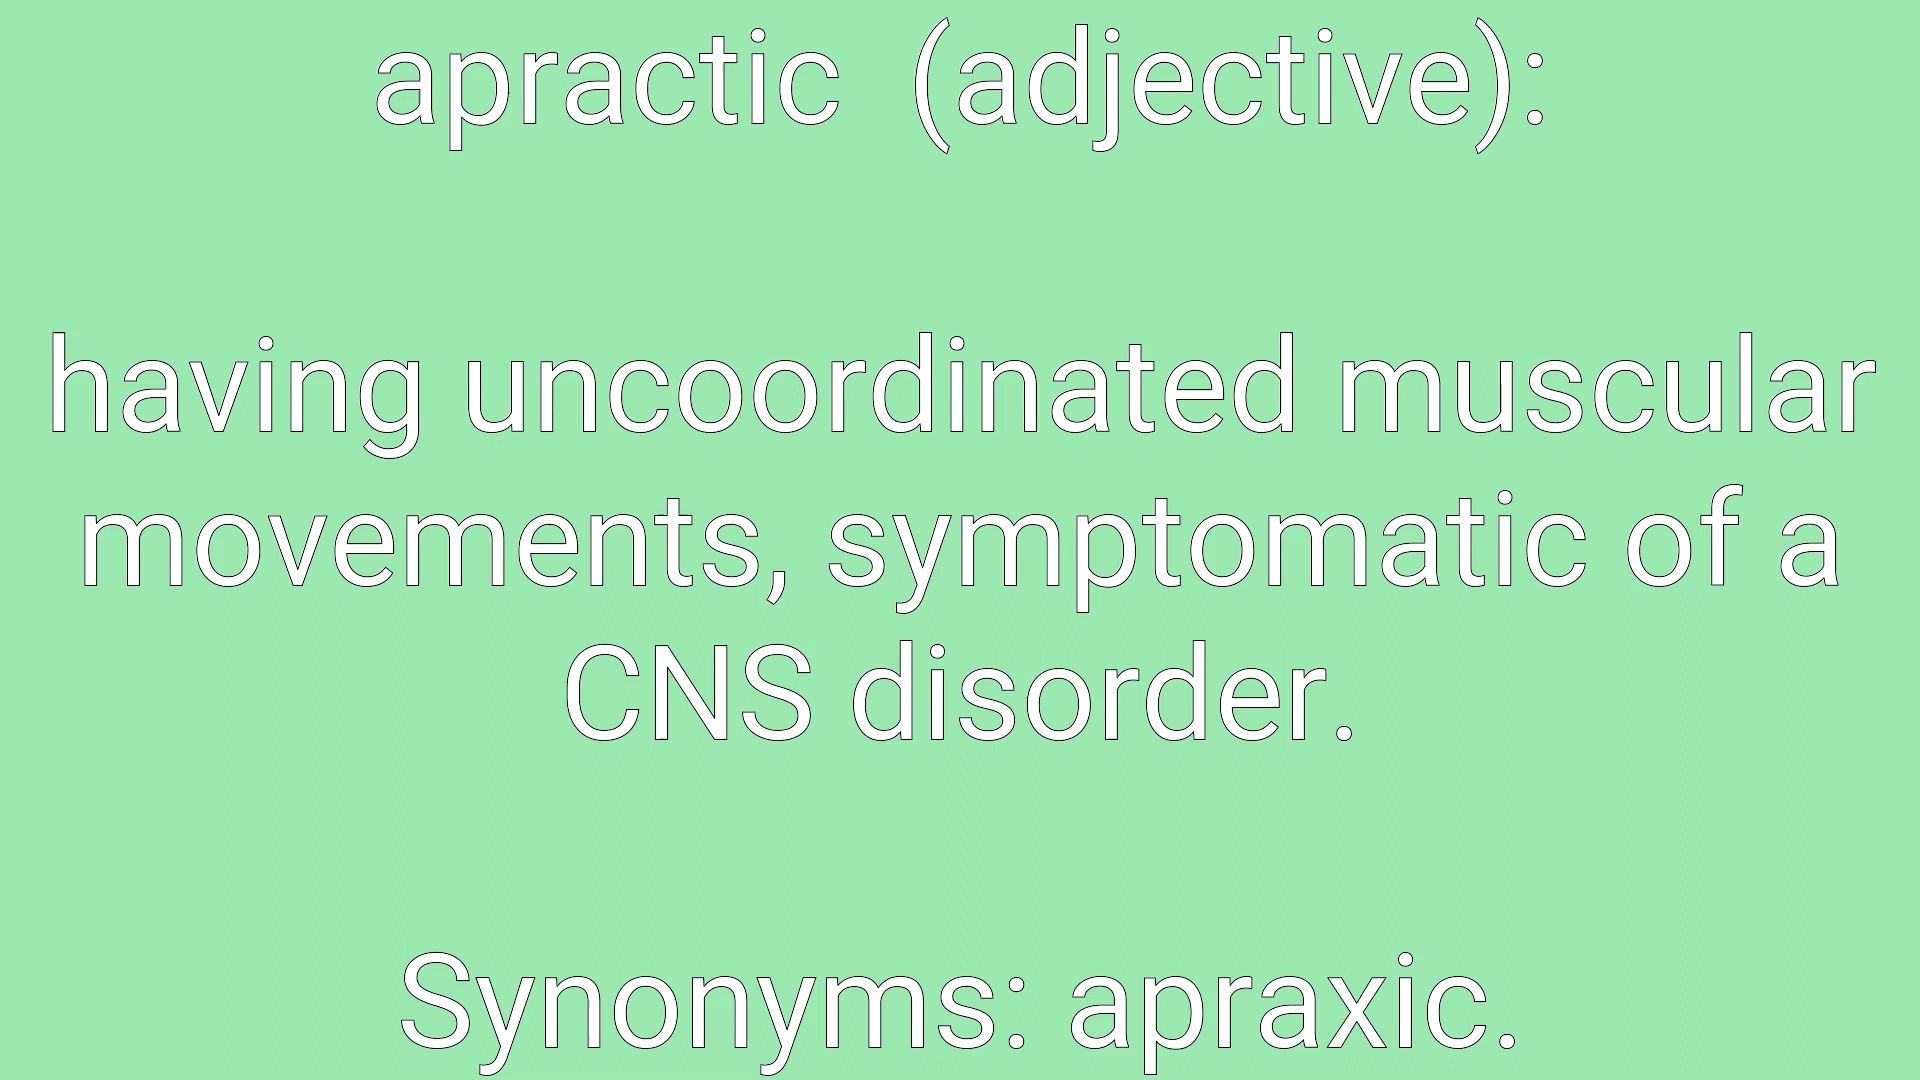 apractic (adjective):
having uncoordinated muscular
movements, symptomatic of a
CNS disorder.
Synonyms: apraxic.